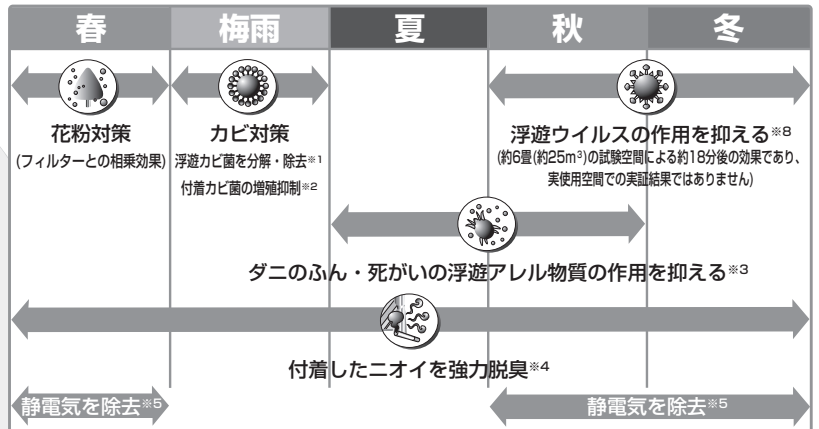 春 梅雨 夏 秋 冬
花粉対策
(フィルターとの相乗効果)
カビ対策
浮遊カビ菌を分解・除去※1
付着カビ菌の増殖抑制※2
浮遊ウイルスの作用を抑える※8
(約6畳(約25m³)の試験空間による約18分後の効果であり、
実使用空間での実証結果ではありません)
ダニのふん・死がいの浮遊アレル物質の作用を抑える※3
付着したニオイを強力脱臭※4
静電気を除去※5 静電気を除去※5